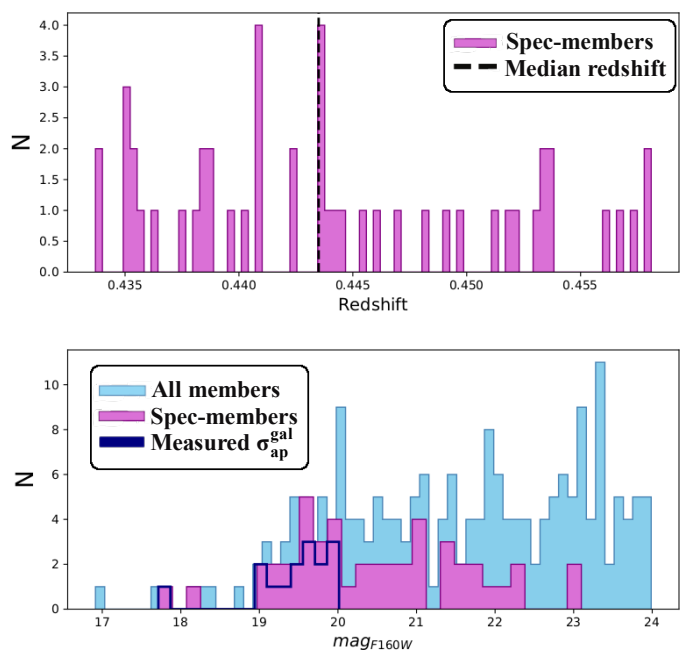 4.0
3.5
3.0
2.5
2.0
1.5
1.0
0.5
0.0
N
Spec-members
Median redshift
0.435 0.440 0.445 0.450 0.455
Redshift
10
8
6
4
2
0
N
All members
Spec-members
Measured σ_ap^gal
17 18 19 20 21 22 23 24
mag_F160W